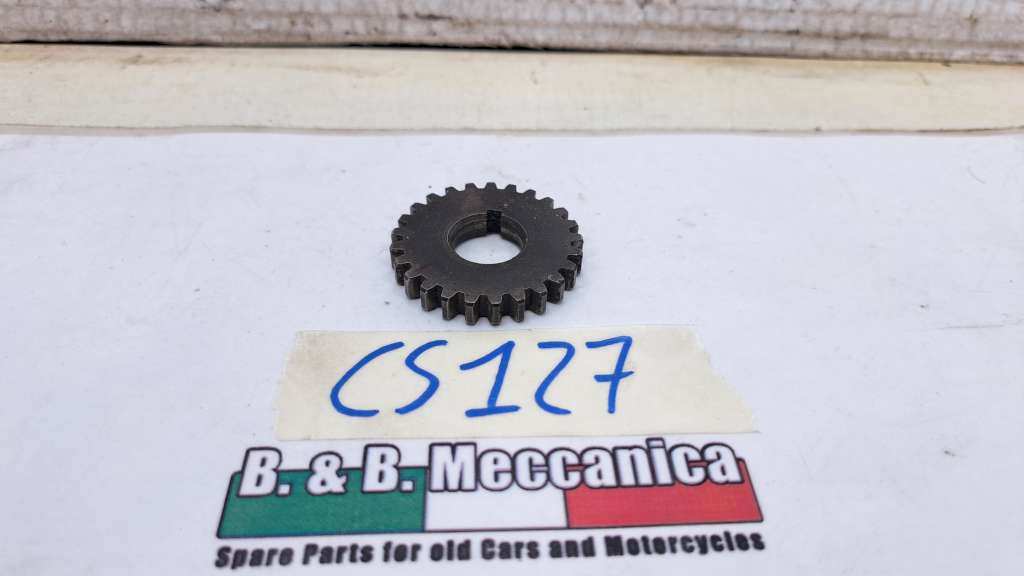 CS127
B. & B. Meccanica
Spare Parts for old Cars and Motorcycles